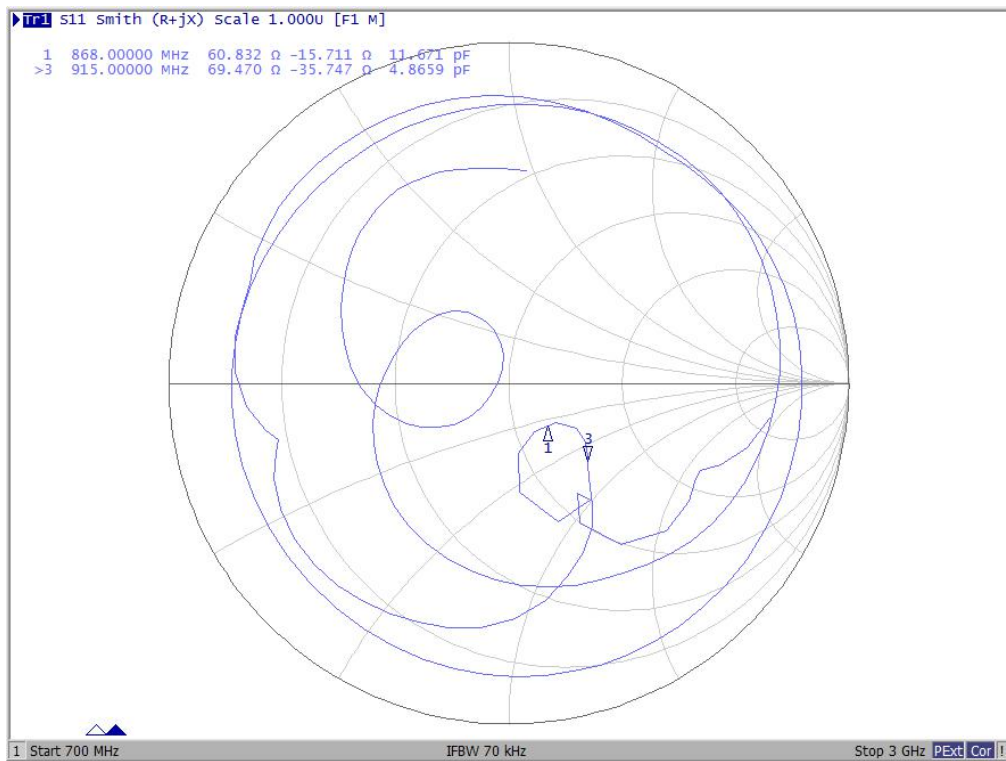 Tr1 S11 Smith (R+jX) Scale 1.000U [F1 M]
1 868.00000 MHz 60.832 Ω -15.711 Ω 11.671 pF
>3 915.00000 MHz 69.470 Ω -35.747 Ω 4.8659 pF
3
1
1 Start 700 MHz IFBW 70 kHz Stop 3 GHz PExt Cor !